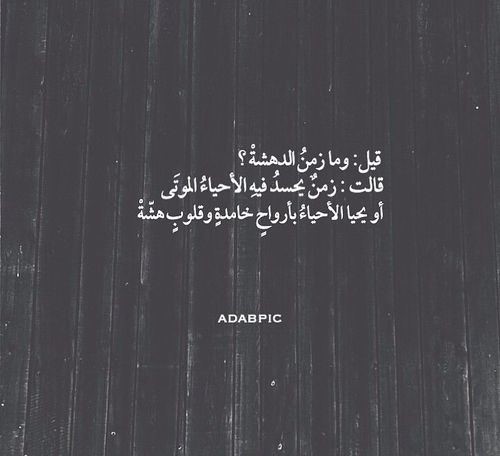 قيل: وما زمنُ الدهشةْ؟
قالت: زمنٌ يحسدُ فيهِ الأحياءُ الموتَى
أو يحيا الأحياءُ بأرواحٍ خامدةٍ وقلوبٍ هشّةْ
ADABPIC